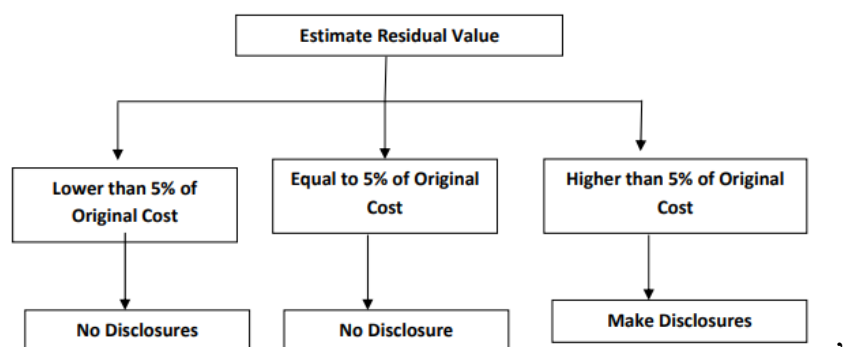 Estimate Residual Value
Lower than 5% of
Original Cost
Equal to 5% of Original
Cost
Higher than 5% of Original
Cost
No Disclosures
No Disclosure
Make Disclosures
,